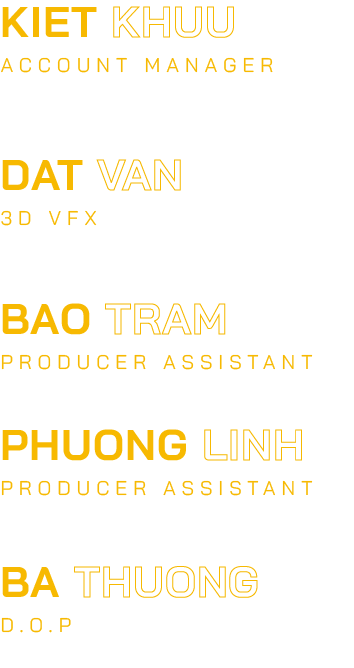 KIET KHUU
ACCOUNT MANAGER
DAT VAN
3D VFX
BAO TRAM
PRODUCER ASSISTANT
PHUONG LINH
PRODUCER ASSISTANT
BA THUONG
D.O.P